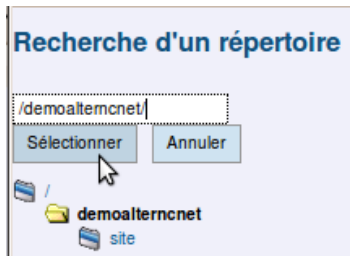 Recherche d'un répertoire
/demoalterncnet/
Sélectionner Annuler
/
demoalterncnet
site